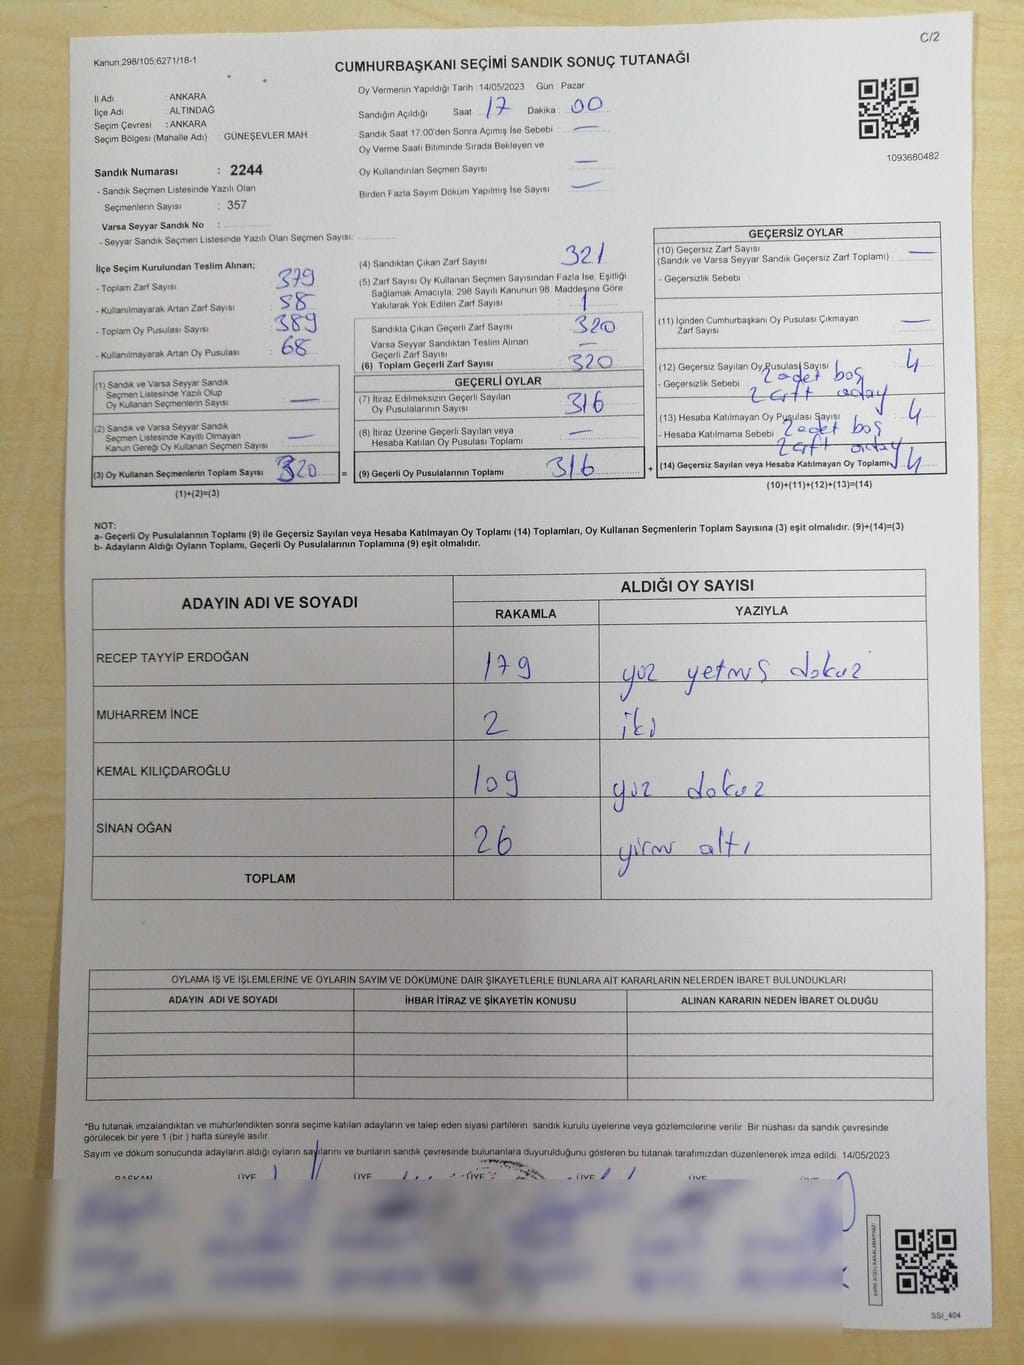 C/2
Kanun;298/105;6271/18-1
CUMHURBAŞKANI SEÇİMİ SANDIK SONUÇ TUTANAĞI
İl Adı : ANKARA
İlçe Adı : ALTINDAĞ
Seçim Çevresi : ANKARA
Seçim Bölgesi (Mahalle Adı) : GÜNEŞEVLER MAH.
Oy Vermenin Yapıldığı Tarih : 14/05/2023 Gün : Pazar
Sandığın Açıldığı Saat 17 Dakika : 00
Sandık Saat 17:00'den Sonra Açımış İse Sebebi : —
Oy Verme Saati Bitiminde Sırada Bekleyen ve
Oy Kullandırılan Seçmen Sayısı —
Birden Fazla Sayım Döküm Yapılmış İse Sayısı —
1093680482
Sandık Numarası : 2244
- Sandık Seçmen Listesinde Yazılı Olan
Seçmenlerin Sayısı : 357
Varsa Seyyar Sandık No :
- Seyyar Sandık Seçmen Listesinde Yazılı Olan Seçmen Sayısı:
İlçe Seçim Kurulundan Teslim Alınan;
- Toplam Zarf Sayısı : 379
- Kullanılmayarak Artan Zarf Sayısı : 58
- Toplam Oy Pusulası Sayısı : 389
- Kullanılmayarak Artan Oy Pusulası : 68
(1) Sandık ve Varsa Seyyar Sandık
Seçmen Listesinde Yazılı Olup
Oy Kullanan Seçmenlerin Sayısı —
(2) Sandık ve Varsa Seyyar Sandık
Seçmen Listesinde Kayıtlı Olmayan
Kanun Gereği Oy Kullanan Seçmen Sayısı —
(3) Oy Kullanan Seçmenlerin Toplam Sayısı 320 =
(1)+(2)=(3)
(4) Sandıktan Çıkan Zarf Sayısı 321
(5) Zarf Sayısı Oy Kullanan Seçmen Sayısından Fazla İse, Eşitliği
Sağlamak Amacıyla, 298 Sayılı Kanunun 98. Maddesine Göre
Yakılarak Yok Edilen Zarf Sayısı 1
Sandıkta Çıkan Geçerli Zarf Sayısı 320
Varsa Seyyar Sandıktan Teslim Alınan
Geçerli Zarf Sayısı —
(6) Toplam Geçerli Zarf Sayısı 320
GEÇERLİ OYLAR
(7) İtiraz Edilmeksizin Geçerli Sayılan
Oy Pusulalarının Sayısı 316
(8) İtiraz Üzerine Geçerli Sayılan veya
Hesaba Katılan Oy Pusulası Toplamı —
(9) Geçerli Oy Pusulalarının Toplamı 316 +
GEÇERSİZ OYLAR
(10) Geçersiz Zarf Sayısı
(Sandık ve Varsa Seyyar Sandık Geçersiz Zarf Toplamı) —
- Geçersizlik Sebebi :
(11) İçinden Cumhurbaşkanı Oy Pusulası Çıkmayan
Zarf Sayısı —
(12) Geçersiz Sayılan Oy Pusulası Sayısı 4
- Geçersizlik Sebebi 2 adet boş
2 çift aday
(13) Hesaba Katılmayan Oy Pusulası Sayısı 4
- Hesaba Katılmama Sebebi 2 adet boş
2 çift aday
(14) Geçersiz Sayılan veya Hesaba Katılmayan Oy Toplamı 4
(10)+(11)+(12)+(13)=(14)
NOT:
a- Geçerli Oy Pusulalarının Toplamı (9) ile Geçersiz Sayılan veya Hesaba Katılmayan Oy Toplamı (14) Toplamları, Oy Kullanan Seçmenlerin Toplam Sayısına (3) eşit olmalıdır. (9)+(14)=(3)
b- Adayların Aldığı Oyların Toplamı, Geçerli Oy Pusulalarının Toplamına (9) eşit olmalıdır.
ADAYIN ADI VE SOYADI
ALDIĞI OY SAYISI
RAKAMLA YAZIYLA
RECEP TAYYİP ERDOĞAN 179 yüz yetmiş dokuz
MUHARREM İNCE 2 iki
KEMAL KILIÇDAROĞLU 109 yüz dokuz
SİNAN OĞAN 26 yirmi altı
TOPLAM
OYLAMA İŞ VE İŞLEMLERİNE VE OYLARIN SAYIM VE DÖKÜMÜNE DAİR ŞİKAYETLERLE BUNLARA AİT KARARLARIN NELERDEN İBARET BULUNDUKLARI
ADAYIN ADI VE SOYADI İHBAR İTİRAZ VE ŞİKAYETİN KONUSU ALINAN KARARIN NEDEN İBARET OLDUĞU
*Bu tutanak imzalandıktan ve mühürlendikten sonra seçime katılan adayların ve talep eden siyasi partilerin sandık kurulu üyelerine veya gözlemcilerine verilir. Bir nüshası da sandık çevresinde
görülecek bir yere 1 (bir) hafta süreyle asılır.
Sayım ve döküm sonucunda adayların aldığı oyların sayılarını ve bunların sandık çevresinde bulunanlara duyurulduğunu gösteren bu tutanak tarafımızdan düzenlenerek imza edildi. 14/05/2023
BAŞKAN ÜYE ÜYE ÜYE ÜYE ÜYE
SSI_404